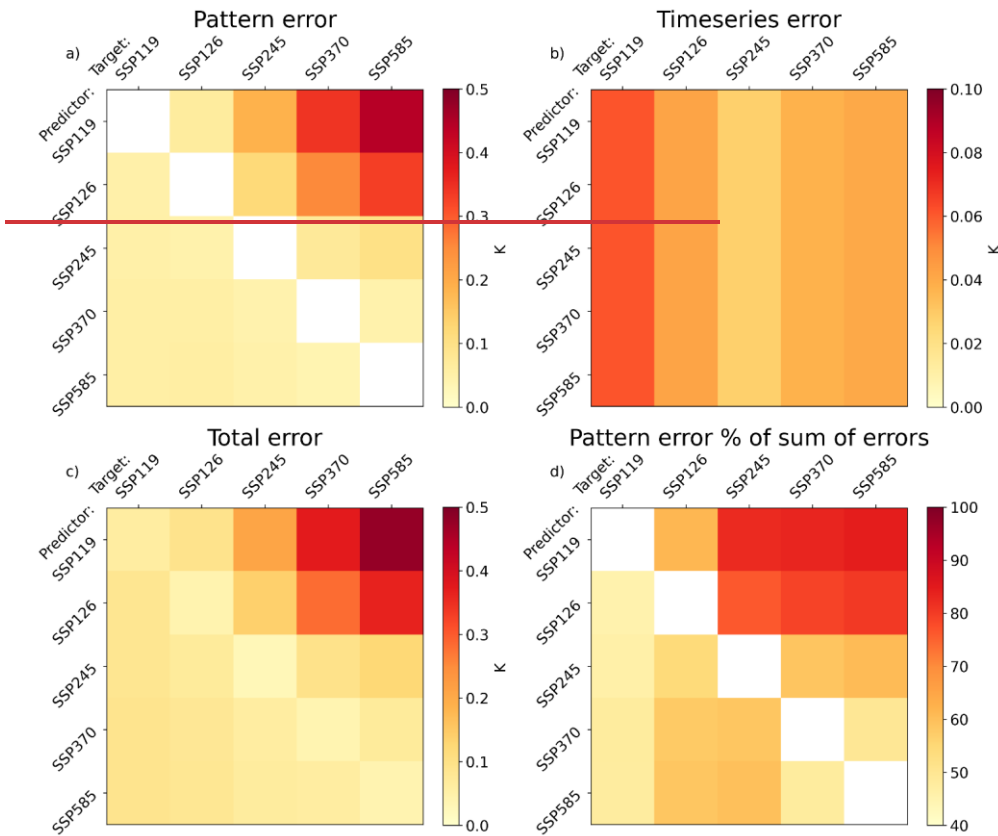 Pattern error
a)
Target:
SSP119
SSP126
SSP245
SSP370
SSP585
Predictor:
SSP119
SSP126
SSP245
SSP370
SSP585
0.5
0.4
0.3
0.2
0.1
0.0
K
Timeseries error
b)
Target:
SSP119
SSP126
SSP245
SSP370
SSP585
Predictor:
SSP119
SSP126
SSP245
SSP370
SSP585
0.10
0.08
0.06
0.04
0.02
0.00
K
Total error
c)
Target:
SSP119
SSP126
SSP245
SSP370
SSP585
Predictor:
SSP119
SSP126
SSP245
SSP370
SSP585
0.5
0.4
0.3
0.2
0.1
0.0
K
Pattern error % of sum of errors
d)
Target:
SSP119
SSP126
SSP245
SSP370
SSP585
Predictor:
SSP119
SSP126
SSP245
SSP370
SSP585
100
90
80
70
60
50
40